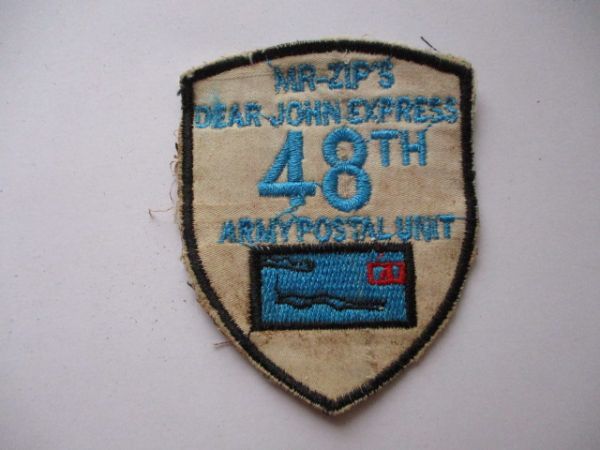 MR-ZIP'S
DEAR JOHN EXPRESS
48TH
ARMY POSTAL UNIT